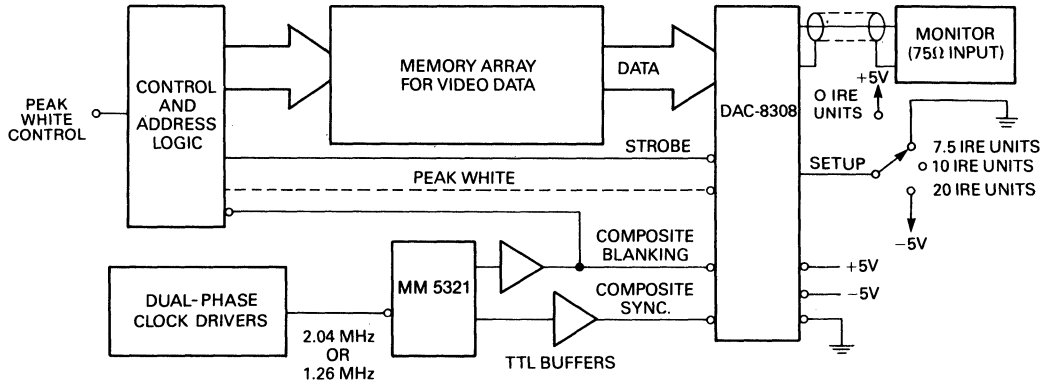 PEAK
WHITE
CONTROL
CONTROL
AND
ADDRESS
LOGIC
MEMORY ARRAY
FOR VIDEO DATA
DATA
DAC-8308
MONITOR
(75Ω INPUT)
+5V
O IRE
UNITS
SETUP
7.5 IRE UNITS
10 IRE UNITS
20 IRE UNITS
−5V
STROBE
PEAK WHITE
COMPOSITE
BLANKING
MM 5321
COMPOSITE
SYNC.
+5V
−5V
DUAL-PHASE
CLOCK DRIVERS
2.04 MHz
OR
1.26 MHz
TTL BUFFERS